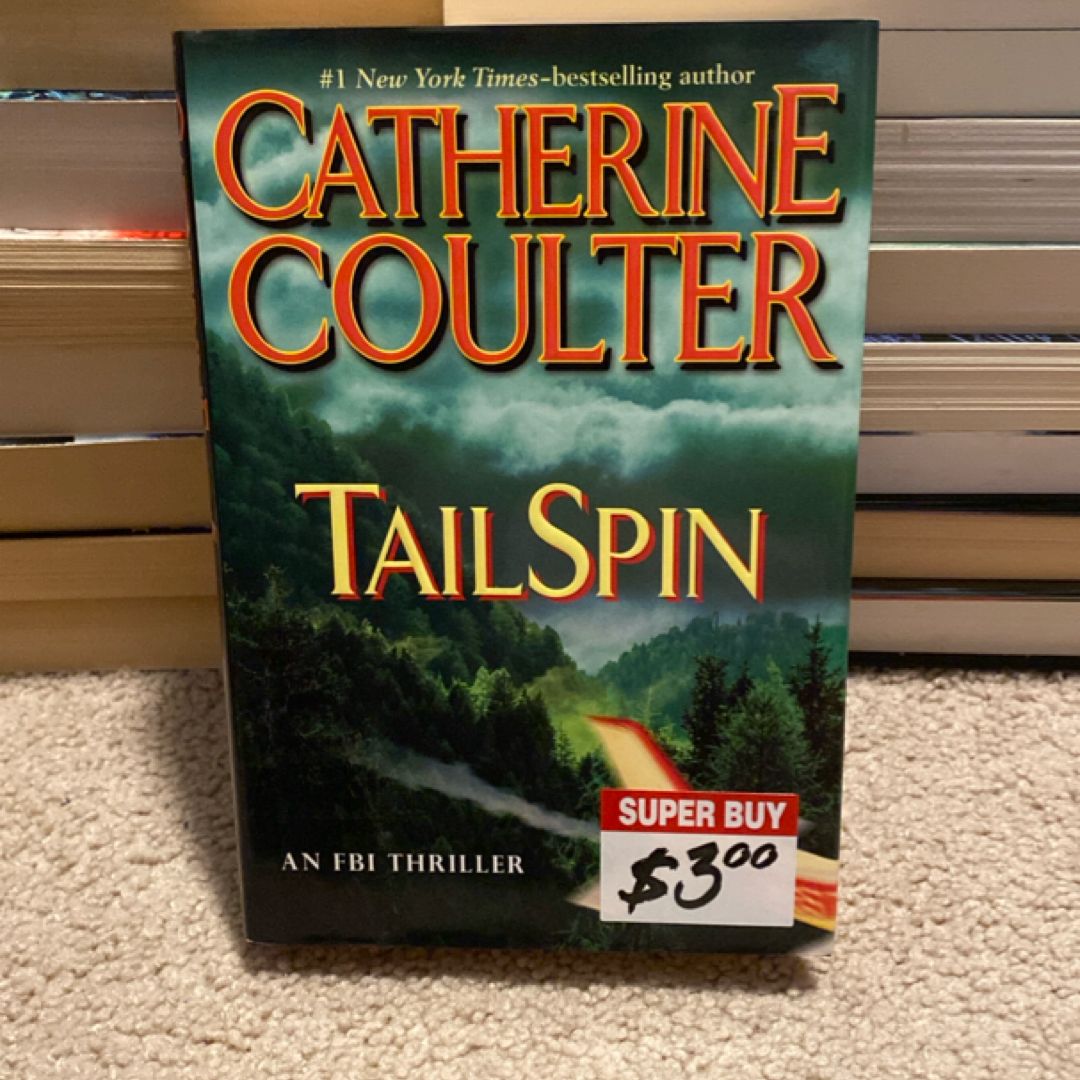 #1 New York Times–bestselling author
CATHERINE
COULTER
TAILSPIN
AN FBI THRILLER
SUPER BUY
$3.00